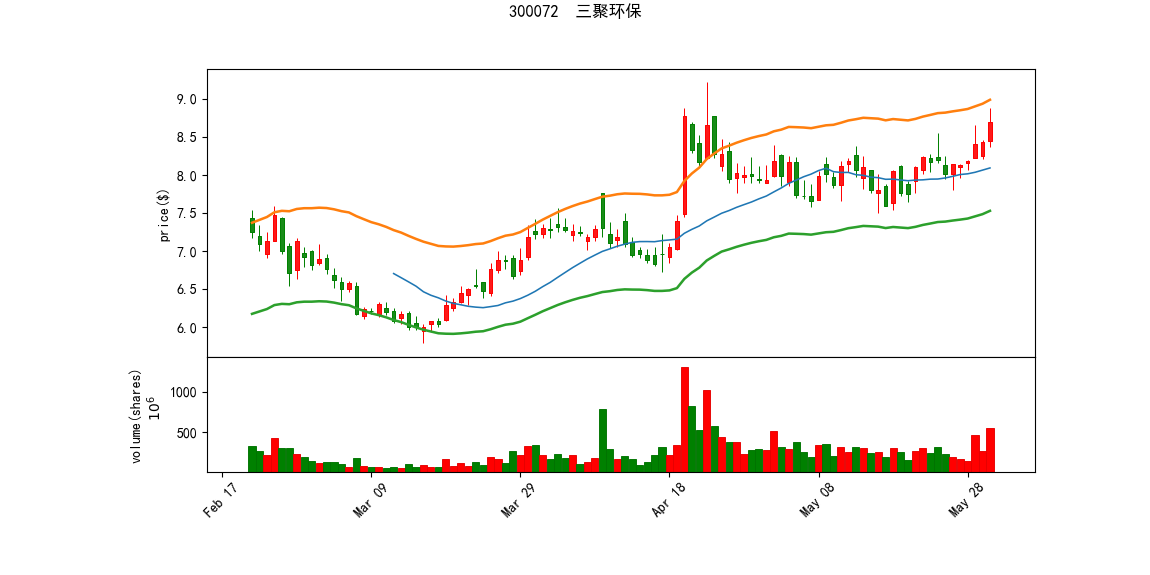 300072 三聚环保
price($)
9.0
8.5
8.0
7.5
7.0
6.5
6.0
volume(shares)
10^6
1000
500
Feb 17
Mar 09
Mar 29
Apr 18
May 08
May 28